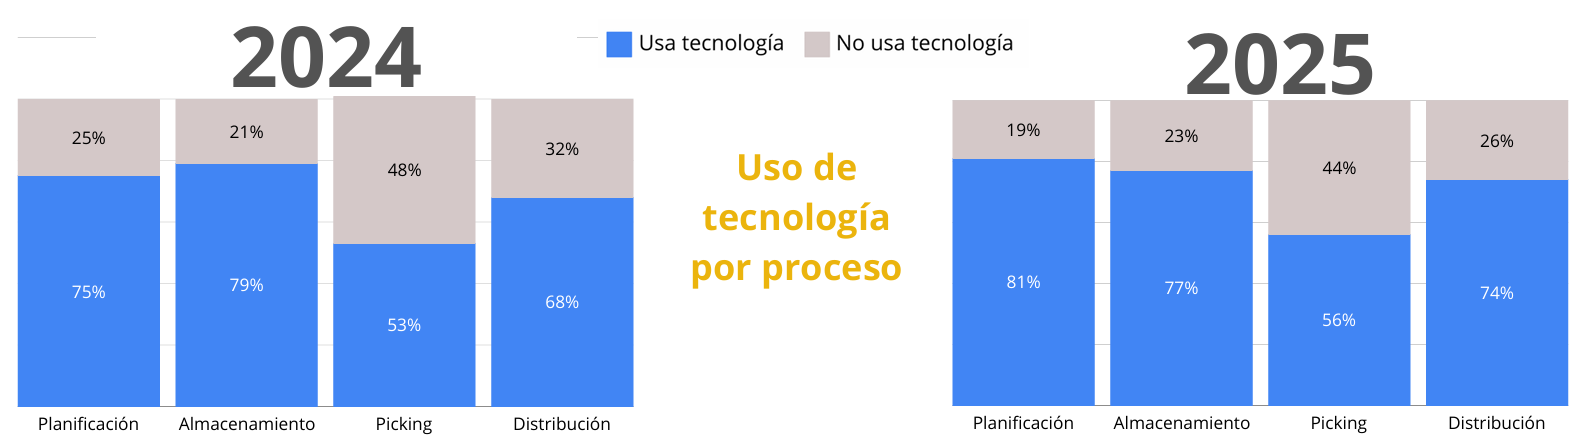 2024
Usa tecnología
No usa tecnología
2025
25%
21%
48%
32%
75%
79%
53%
68%
Planificación
Almacenamiento
Picking
Distribución
Uso de
tecnología
por proceso
19%
23%
44%
26%
81%
77%
56%
74%
Planificación
Almacenamiento
Picking
Distribución